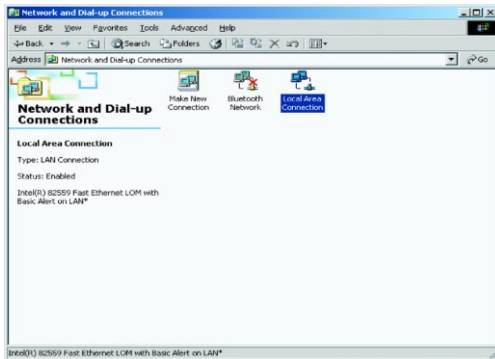 Network and Dial-up Connections
File Edit View Favorites Tools Advanced Help
Back Search Folders
Address Network and Dial-up Connections Go
Make New Connection
Bluetooth Network
Local Area Connection
Network and Dial-up Connections
Local Area Connection
Type: LAN Connection
Status: Enabled
Intel(R) 82559 Fast Ethernet LOM with
Basic Alert on LAN*
Intel(R) 82559 Fast Ethernet LOM with Basic Alert on LAN*